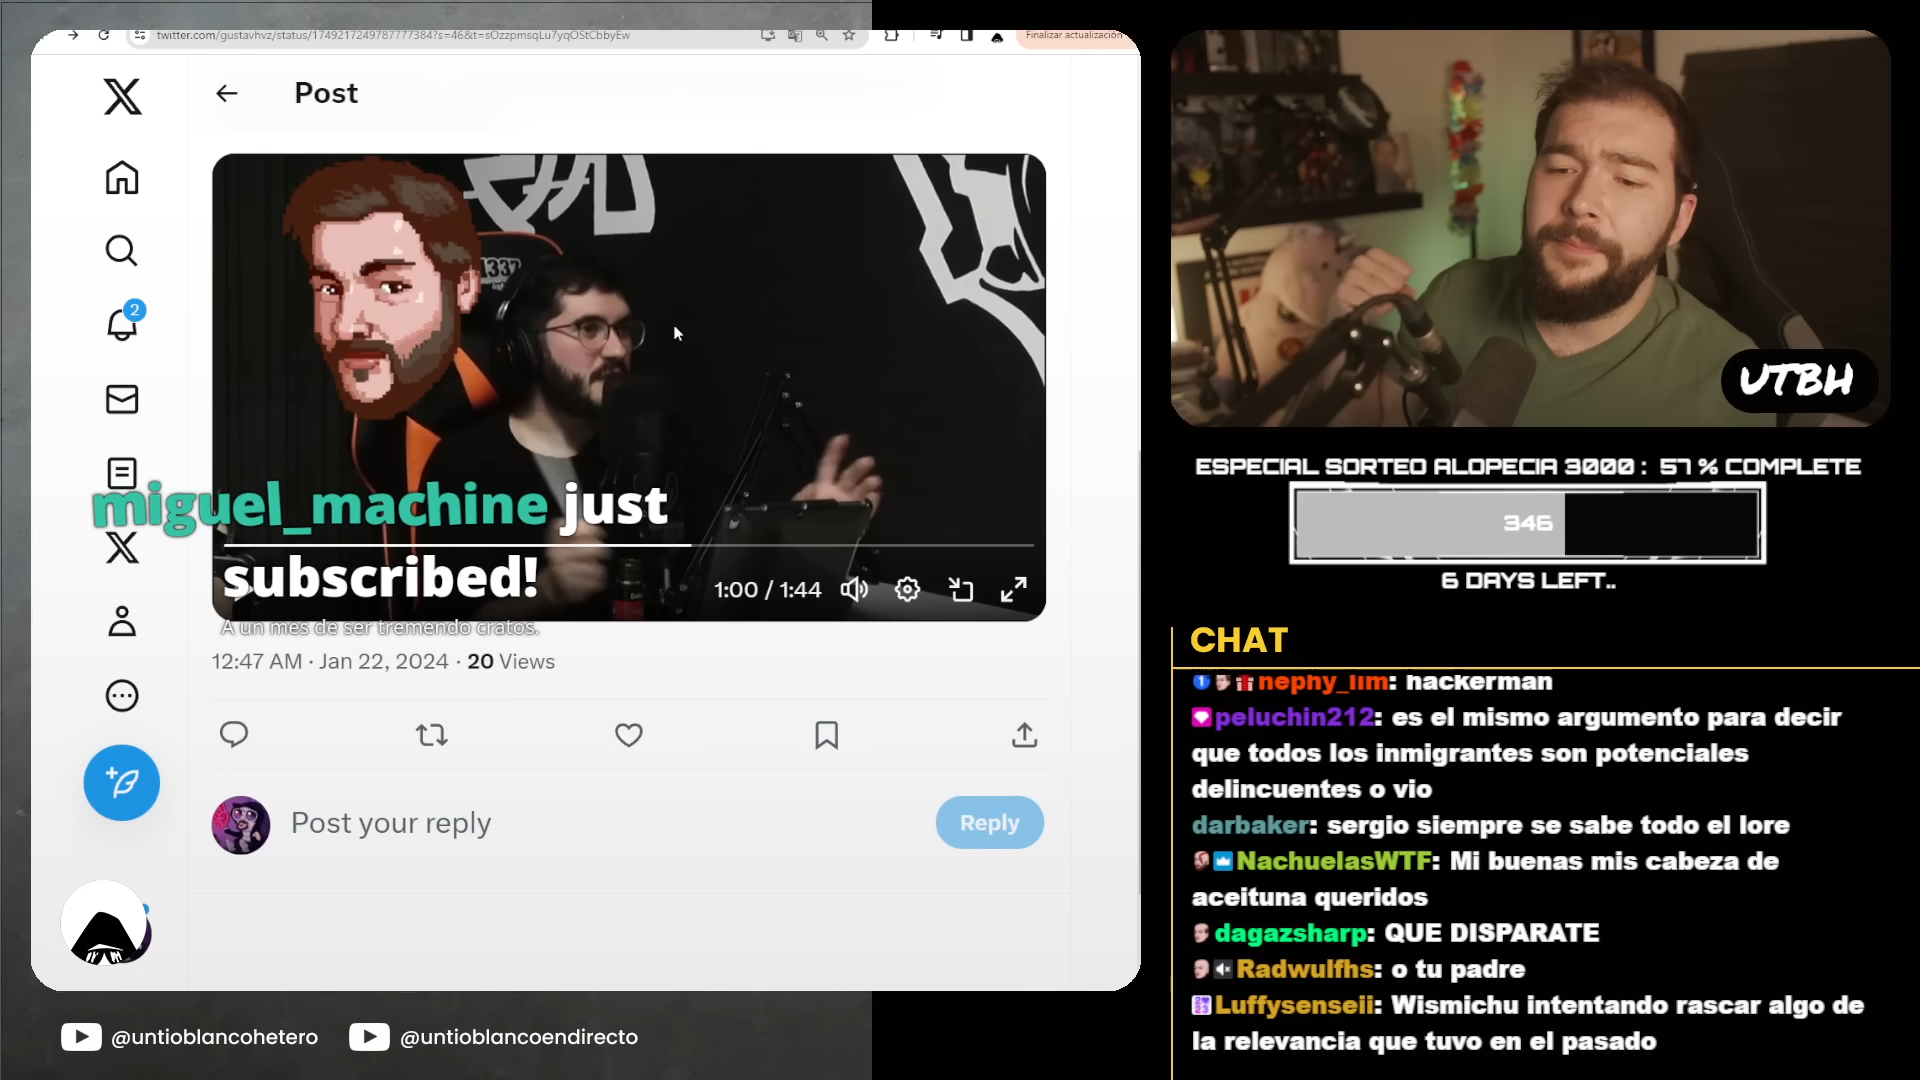 twitter.com/gustavhvz/status/1749217249787777384?s=46&t=sOzzpmsqLu7yqOStCbbyEw
Finalizar actualización
Post
2
1337
miguel_machine just
subscribed!
1:00 / 1:44
A un mes de ser tremendo cratos.
12:47 AM · Jan 22, 2024 · 20 Views
Post your reply
Reply
@untioblancohetero
@untioblancoendirecto
UTBH
ESPECIAL SORTEO ALOPECIA 3000 : 57 % COMPLETE
346
6 DAYS LEFT..
CHAT
nephy_lim: hackerman
peluchin212: es el mismo argumento para decir
que todos los inmigrantes son potenciales
delincuentes o vio
darbaker: sergio siempre se sabe todo el lore
NachuelasWTF: Mi buenas mis cabeza de
aceituna queridos
dagazsharp: QUE DISPARATE
Radwulfhs: o tu padre
Luffysenseii: Wismichu intentando rascar algo de
la relevancia que tuvo en el pasado